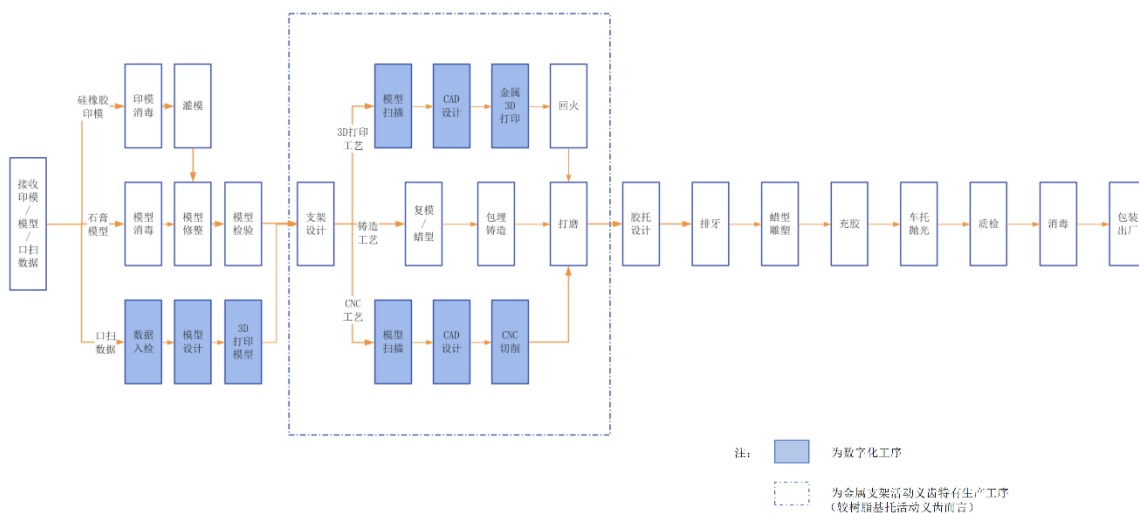 接收
印模
/
模型
/
口扫
数据
硅橡胶
印模
印模
消毒
灌模
石膏
模型
模型
消毒
模型
修整
模型
检验
口扫
数据
数据
入检
模型
设计
3D
打印
模型
支架
设计
3D打印
工艺
模型
扫描
CAD
设计
金属
3D
打印
回火
铸造
工艺
复模
/
蜡型
包埋
铸造
打磨
CNC
工艺
模型
扫描
CAD
设计
CNC
切削
胶托
设计
排牙
蜡型
雕塑
充胶
车托
抛光
质检
消毒
包装
出厂
注：
为数字化工序
为金属支架活动义齿特有生产工序
（较树脂基托活动义齿而言）